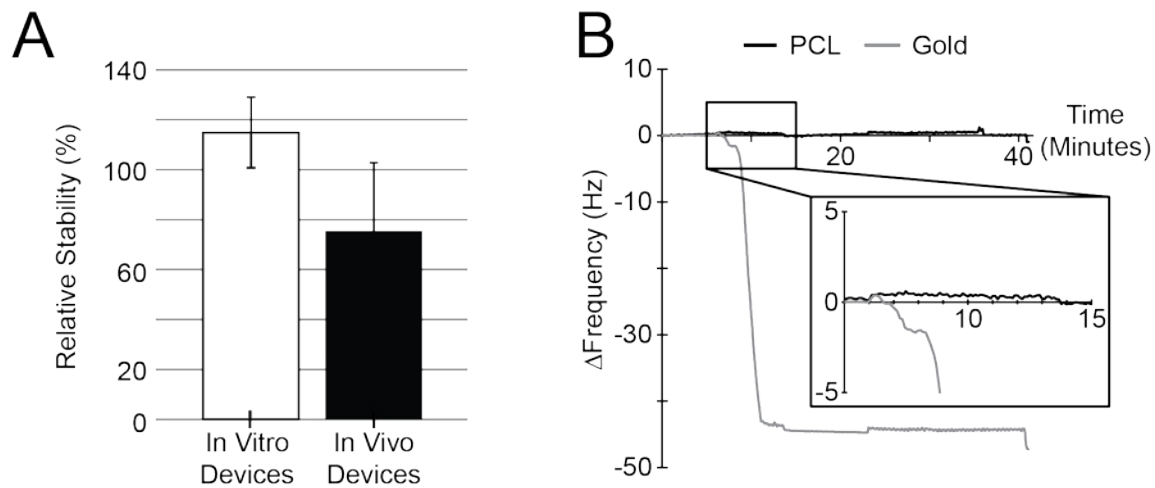 A
Relative Stability (%)
140
100
60
20
0
In Vitro
Devices
In Vivo
Devices
B
PCL
Gold
ΔFrequency (Hz)
10
0
-10
-30
-50
20
40
Time
(Minutes)
5
0
-5
10
15